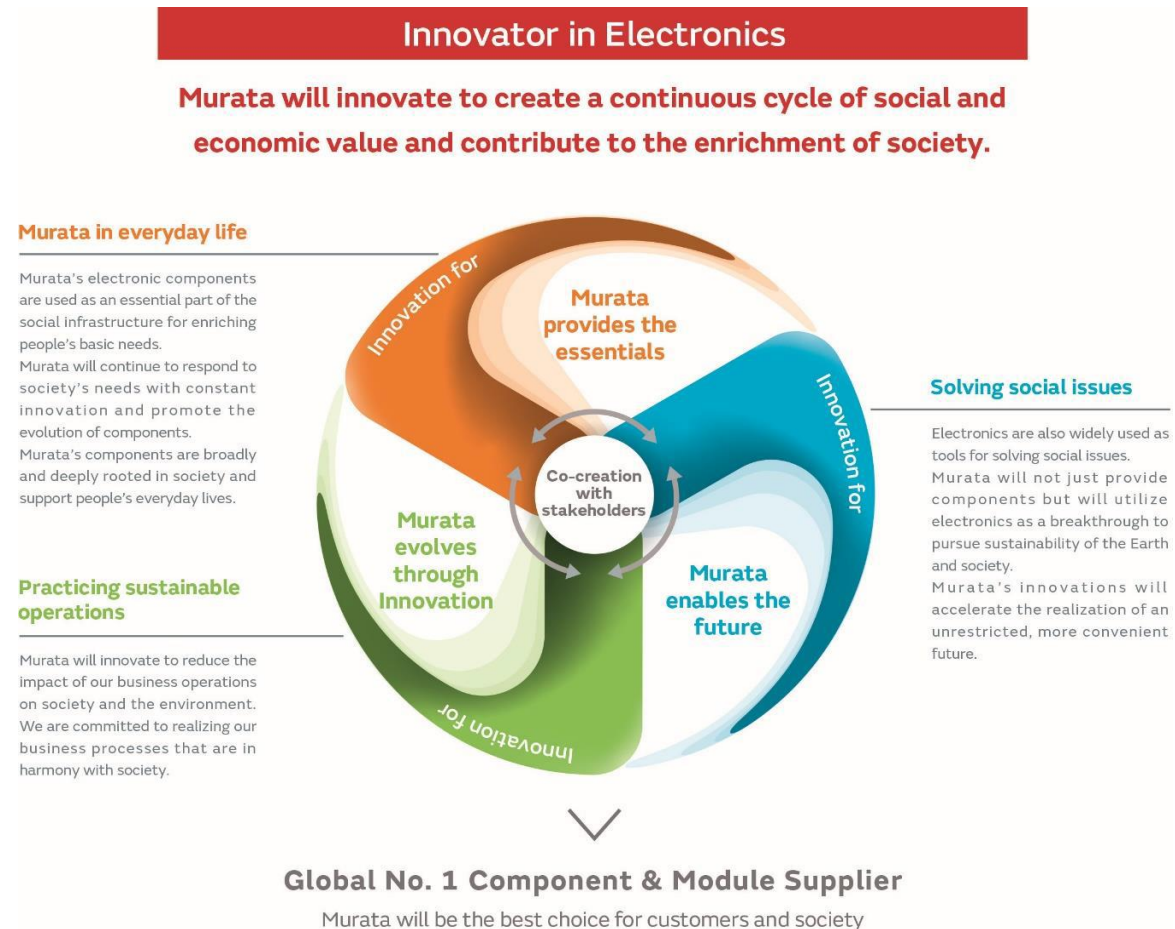 Innovator in Electronics
Murata will innovate to create a continuous cycle of social and
economic value and contribute to the enrichment of society.
Murata in everyday life
Murata's electronic components
are used as an essential part of the
social infrastructure for enriching
people's basic needs.
Murata will continue to respond to
society's needs with constant
innovation and promote the
evolution of components.
Murata's components are broadly
and deeply rooted in society and
support people's everyday lives.
Practicing sustainable
operations
Murata will innovate to reduce the
impact of our business operations
on society and the environment.
We are committed to realizing our
business processes that are in
harmony with society.
Innovation for
Murata
provides the
essentials
Innovation for
Murata
enables the
future
Innovation for
Murata
evolves
through
Innovation
Co-creation
with
stakeholders
Solving social issues
Electronics are also widely used as
tools for solving social issues.
Murata will not just provide
components but will utilize
electronics as a breakthrough to
pursue sustainability of the Earth
and society.
Murata's innovations will
accelerate the realization of an
unrestricted, more convenient
future.
Global No. 1 Component & Module Supplier
Murata will be the best choice for customers and society